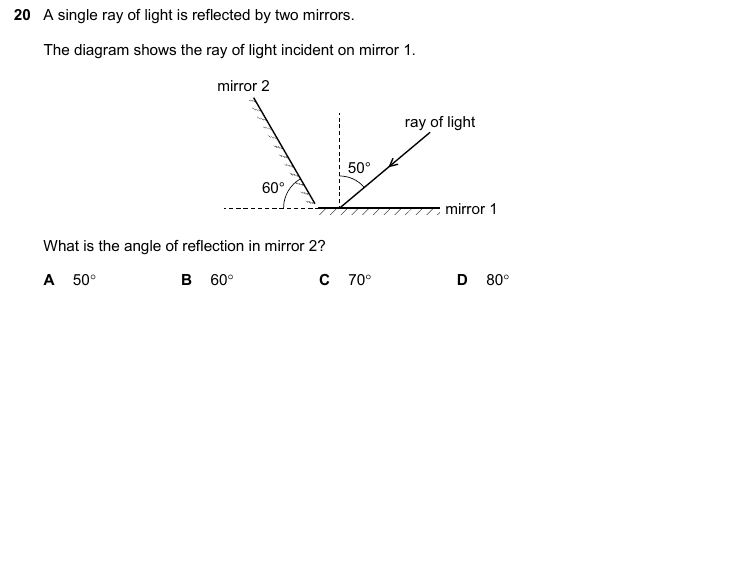 20 A single ray of light is reflected by two mirrors.
The diagram shows the ray of light incident on mirror 1.
mirror 2
ray of light
50°
60°
mirror 1
What is the angle of reflection in mirror 2?
A 50° B 60° C 70° D 80°